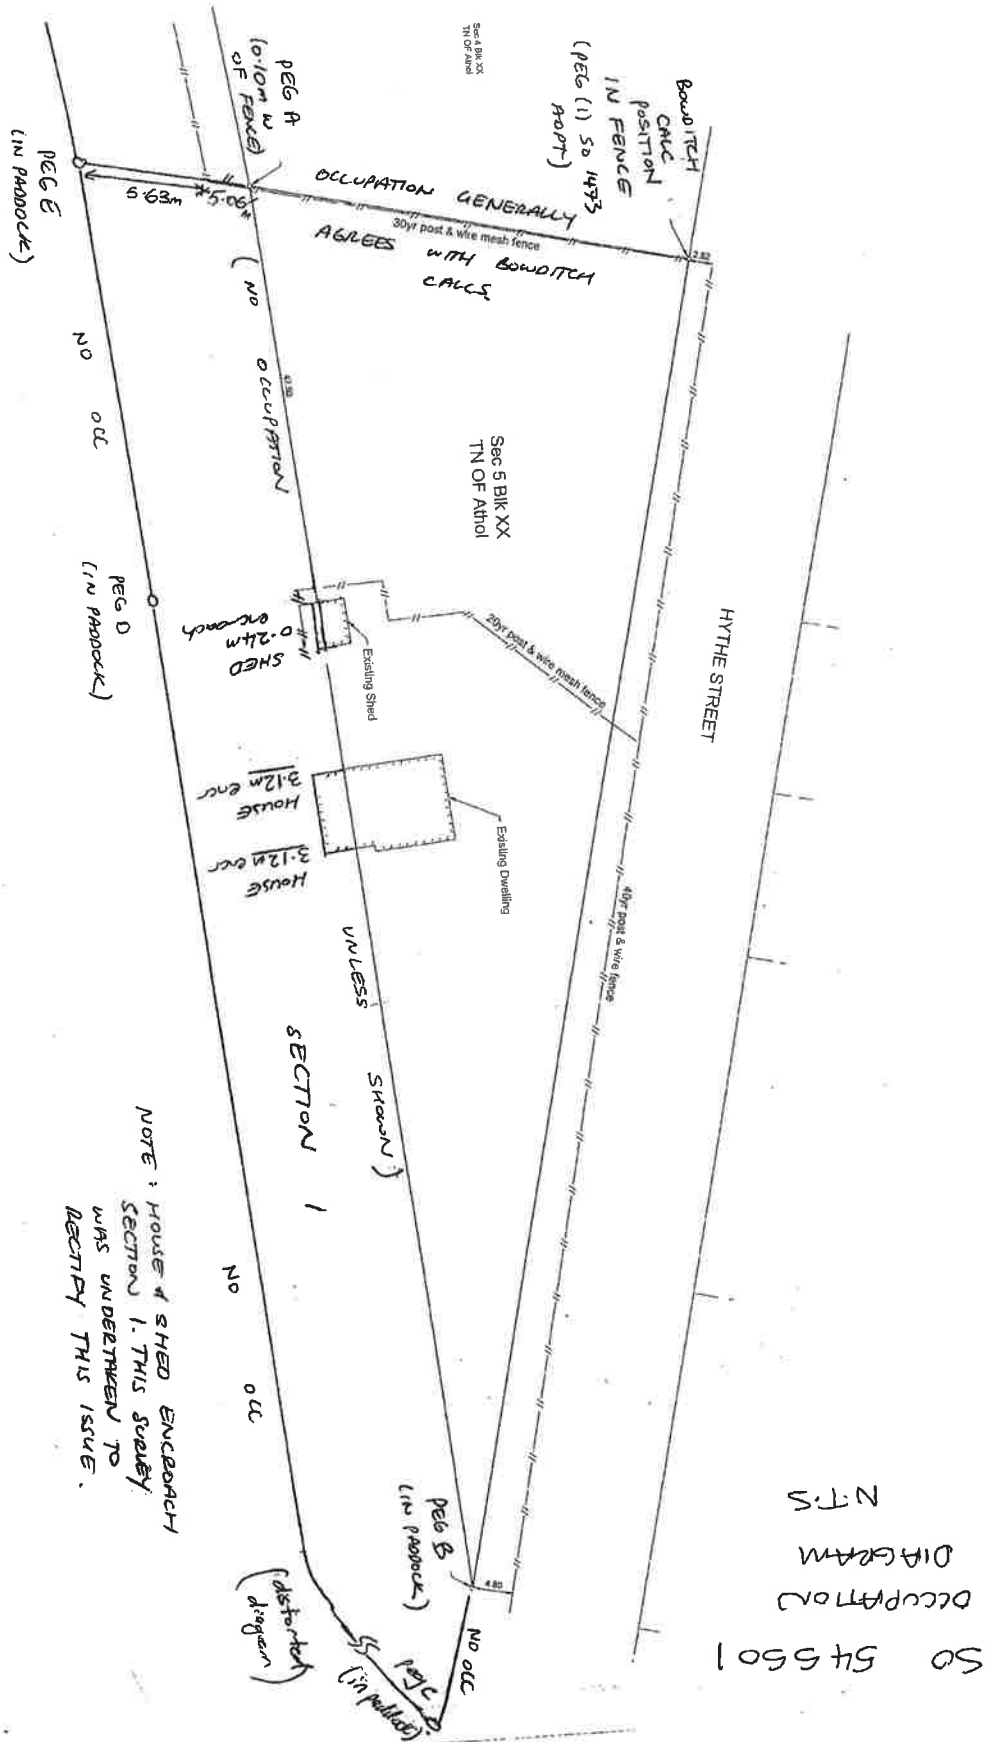 SO 545501
OCCUPATION
DIAGRAM
N.T.S
Sec 4 Blk XX
TN OF Athol
BOWDITCH
CALC
POSITION
IN FENCE
(PEG (1) SO 1473
ADOPT)
PEG A
(0.10m W
OF FENCE)
OCCUPATION GENERALLY
30yr post & wire mesh fence
AGREES WITH BOWDITCH
CALCS.
2.82
5.63m
5.06m
PEG E
(IN PADDOCK)
(NO OCCUPATION
UNLESS SHOWN)
NO OCC
PEG D
(IN PADDOCK)
Sec 5 Blk XX
TN OF Athol
HYTHE STREET
20yr post & wire mesh fence
40yr post & wire fence
Existing Shed
SHED
0.24m
encroach
Existing Dwelling
HOUSE
3.12m encr
HOUSE
3.12m encr
SECTION 1
NO OCC
NOTE: HOUSE & SHED ENCROACH
SECTION 1. THIS SURVEY
WAS UNDERTAKEN TO
RECTIFY THIS ISSUE.
PEG B
(IN PADDOCK)
4.80
NO OCC
(distorted
diagram)
peg C
(in paddock)